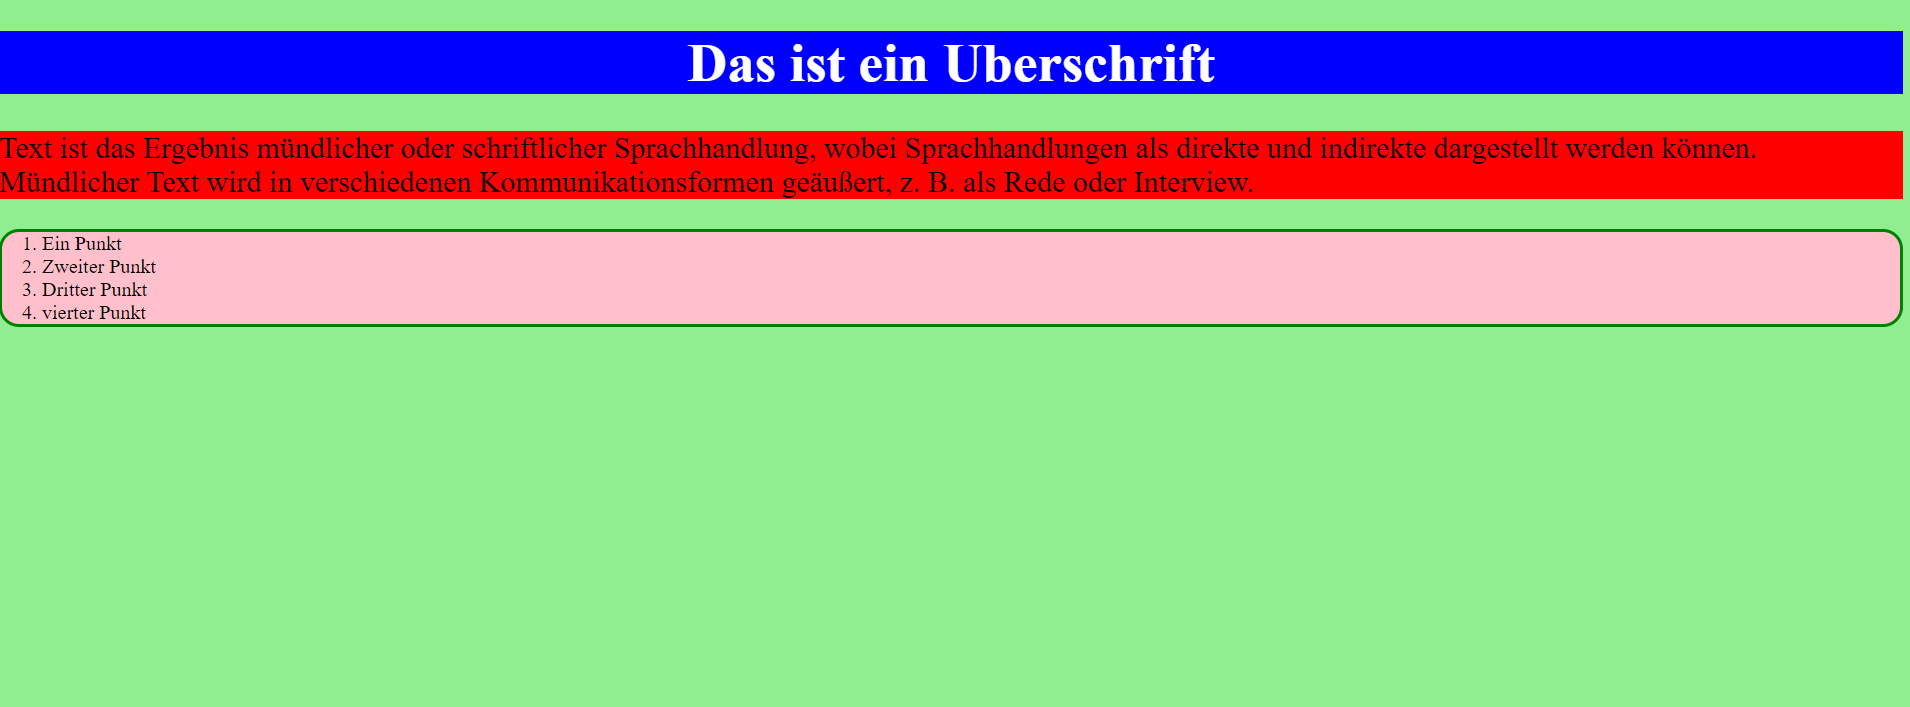 Das ist ein Uberschrift
Text ist das Ergebnis mündlicher oder schriftlicher Sprachhandlung, wobei Sprachhandlungen als direkte und indirekte dargestellt werden können.
Mündlicher Text wird in verschiedenen Kommunikationsformen geäußert, z. B. als Rede oder Interview.
1. Ein Punkt
2. Zweiter Punkt
3. Dritter Punkt
4. vierter Punkt